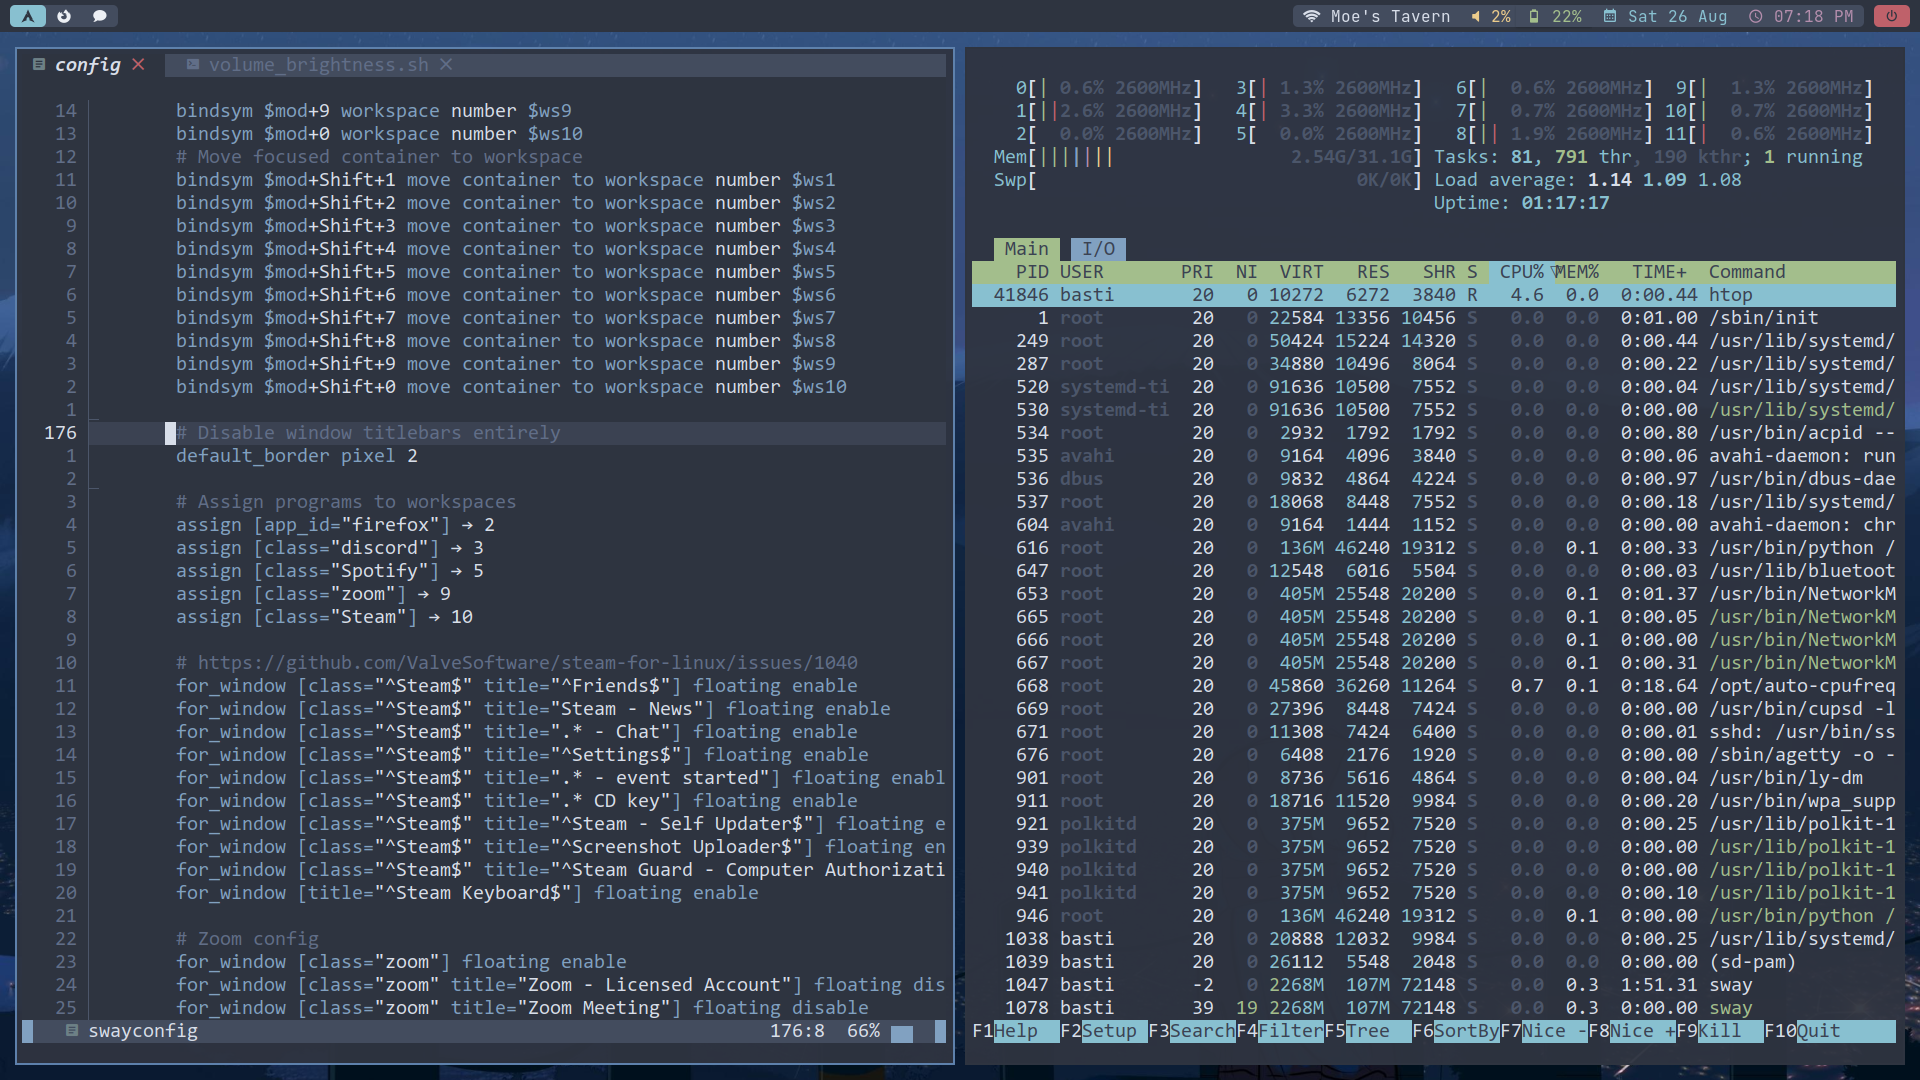 Moe's Tavern 2% 22% Sat 26 Aug 07:18 PM
config ✕ volume_brightness.sh ✕
14 bindsym $mod+9 workspace number $ws9
13 bindsym $mod+0 workspace number $ws10
12 # Move focused container to workspace
11 bindsym $mod+Shift+1 move container to workspace number $ws1
10 bindsym $mod+Shift+2 move container to workspace number $ws2
9 bindsym $mod+Shift+3 move container to workspace number $ws3
8 bindsym $mod+Shift+4 move container to workspace number $ws4
7 bindsym $mod+Shift+5 move container to workspace number $ws5
6 bindsym $mod+Shift+6 move container to workspace number $ws6
5 bindsym $mod+Shift+7 move container to workspace number $ws7
4 bindsym $mod+Shift+8 move container to workspace number $ws8
3 bindsym $mod+Shift+9 move container to workspace number $ws9
2 bindsym $mod+Shift+0 move container to workspace number $ws10
1
176 # Disable window titlebars entirely
1 default_border pixel 2
2
3 # Assign programs to workspaces
4 assign [app_id="firefox"] → 2
5 assign [class="discord"] → 3
6 assign [class="Spotify"] → 5
7 assign [class="zoom"] → 9
8 assign [class="Steam"] → 10
9
10 # https://github.com/ValveSoftware/steam-for-linux/issues/1040
11 for_window [class="^Steam$" title="^Friends$"] floating enable
12 for_window [class="^Steam$" title="Steam - News"] floating enable
13 for_window [class="^Steam$" title=".* - Chat"] floating enable
14 for_window [class="^Steam$" title="^Settings$"] floating enable
15 for_window [class="^Steam$" title=".* - event started"] floating enabl
16 for_window [class="^Steam$" title=".* CD key"] floating enable
17 for_window [class="^Steam$" title="^Steam - Self Updater$"] floating e
18 for_window [class="^Steam$" title="^Screenshot Uploader$"] floating en
19 for_window [class="^Steam$" title="^Steam Guard - Computer Authorizati
20 for_window [title="^Steam Keyboard$"] floating enable
21
22 # Zoom config
23 for_window [class="zoom"] floating enable
24 for_window [class="zoom" title="Zoom - Licensed Account"] floating dis
25 for_window [class="zoom" title="Zoom Meeting"] floating disable
swayconfig 176:8 66%
0[| 0.6% 2600MHz] 3[| 1.3% 2600MHz] 6[| 0.6% 2600MHz] 9[| 1.3% 2600MHz]
1[||2.6% 2600MHz] 4[| 3.3% 2600MHz] 7[| 0.7% 2600MHz] 10[| 0.7% 2600MHz]
2[ 0.0% 2600MHz] 5[ 0.0% 2600MHz] 8[|| 1.9% 2600MHz] 11[| 0.6% 2600MHz]
Mem[||||||| 2.54G/31.1G] Tasks: 81, 791 thr, 190 kthr; 1 running
Swp[ 0K/0K] Load average: 1.14 1.09 1.08
Uptime: 01:17:17
Main I/O
PID USER PRI NI VIRT RES SHR S CPU%▽MEM% TIME+ Command
41846 basti 20 0 10272 6272 3840 R 4.6 0.0 0:00.44 htop
1 root 20 0 22584 13356 10456 S 0.0 0.0 0:01.00 /sbin/init
249 root 20 0 50424 15224 14320 S 0.0 0.0 0:00.44 /usr/lib/systemd/
287 root 20 0 34880 10496 8064 S 0.0 0.0 0:00.22 /usr/lib/systemd/
520 systemd-ti 20 0 91636 10500 7552 S 0.0 0.0 0:00.04 /usr/lib/systemd/
530 systemd-ti 20 0 91636 10500 7552 S 0.0 0.0 0:00.00 /usr/lib/systemd/
534 root 20 0 2932 1792 1792 S 0.0 0.0 0:00.80 /usr/bin/acpid --
535 avahi 20 0 9164 4096 3840 S 0.0 0.0 0:00.06 avahi-daemon: run
536 dbus 20 0 9832 4864 4224 S 0.0 0.0 0:00.97 /usr/bin/dbus-dae
537 root 20 0 18068 8448 7552 S 0.0 0.0 0:00.18 /usr/lib/systemd/
604 avahi 20 0 9164 1444 1152 S 0.0 0.0 0:00.00 avahi-daemon: chr
616 root 20 0 136M 46240 19312 S 0.0 0.1 0:00.33 /usr/bin/python /
647 root 20 0 12548 6016 5504 S 0.0 0.0 0:00.03 /usr/lib/bluetoot
653 root 20 0 405M 25548 20200 S 0.0 0.1 0:01.37 /usr/bin/NetworkM
665 root 20 0 405M 25548 20200 S 0.0 0.1 0:00.05 /usr/bin/NetworkM
666 root 20 0 405M 25548 20200 S 0.0 0.1 0:00.00 /usr/bin/NetworkM
667 root 20 0 405M 25548 20200 S 0.0 0.1 0:00.31 /usr/bin/NetworkM
668 root 20 0 45860 36260 11264 S 0.7 0.1 0:18.64 /opt/auto-cpufreq
669 root 20 0 27396 8448 7424 S 0.0 0.0 0:00.00 /usr/bin/cupsd -l
671 root 20 0 11308 7424 6400 S 0.0 0.0 0:00.01 sshd: /usr/bin/ss
676 root 20 0 6408 2176 1920 S 0.0 0.0 0:00.00 /sbin/agetty -o -
901 root 20 0 8736 5616 4864 S 0.0 0.0 0:00.04 /usr/bin/ly-dm
911 root 20 0 18716 11520 9984 S 0.0 0.0 0:00.20 /usr/bin/wpa_supp
921 polkitd 20 0 375M 9652 7520 S 0.0 0.0 0:00.25 /usr/lib/polkit-1
939 polkitd 20 0 375M 9652 7520 S 0.0 0.0 0:00.00 /usr/lib/polkit-1
940 polkitd 20 0 375M 9652 7520 S 0.0 0.0 0:00.00 /usr/lib/polkit-1
941 polkitd 20 0 375M 9652 7520 S 0.0 0.0 0:00.10 /usr/lib/polkit-1
946 root 20 0 136M 46240 19312 S 0.0 0.1 0:00.00 /usr/bin/python /
1038 basti 20 0 20888 12032 9984 S 0.0 0.0 0:00.25 /usr/lib/systemd/
1039 basti 20 0 26112 5548 2048 S 0.0 0.0 0:00.00 (sd-pam)
1047 basti -2 0 2268M 107M 72148 S 0.0 0.3 1:51.31 sway
1078 basti 39 19 2268M 107M 72148 S 0.0 0.3 0:00.00 sway
F1Help F2Setup F3SearchF4FilterF5Tree F6SortByF7Nice -F8Nice +F9Kill F10Quit